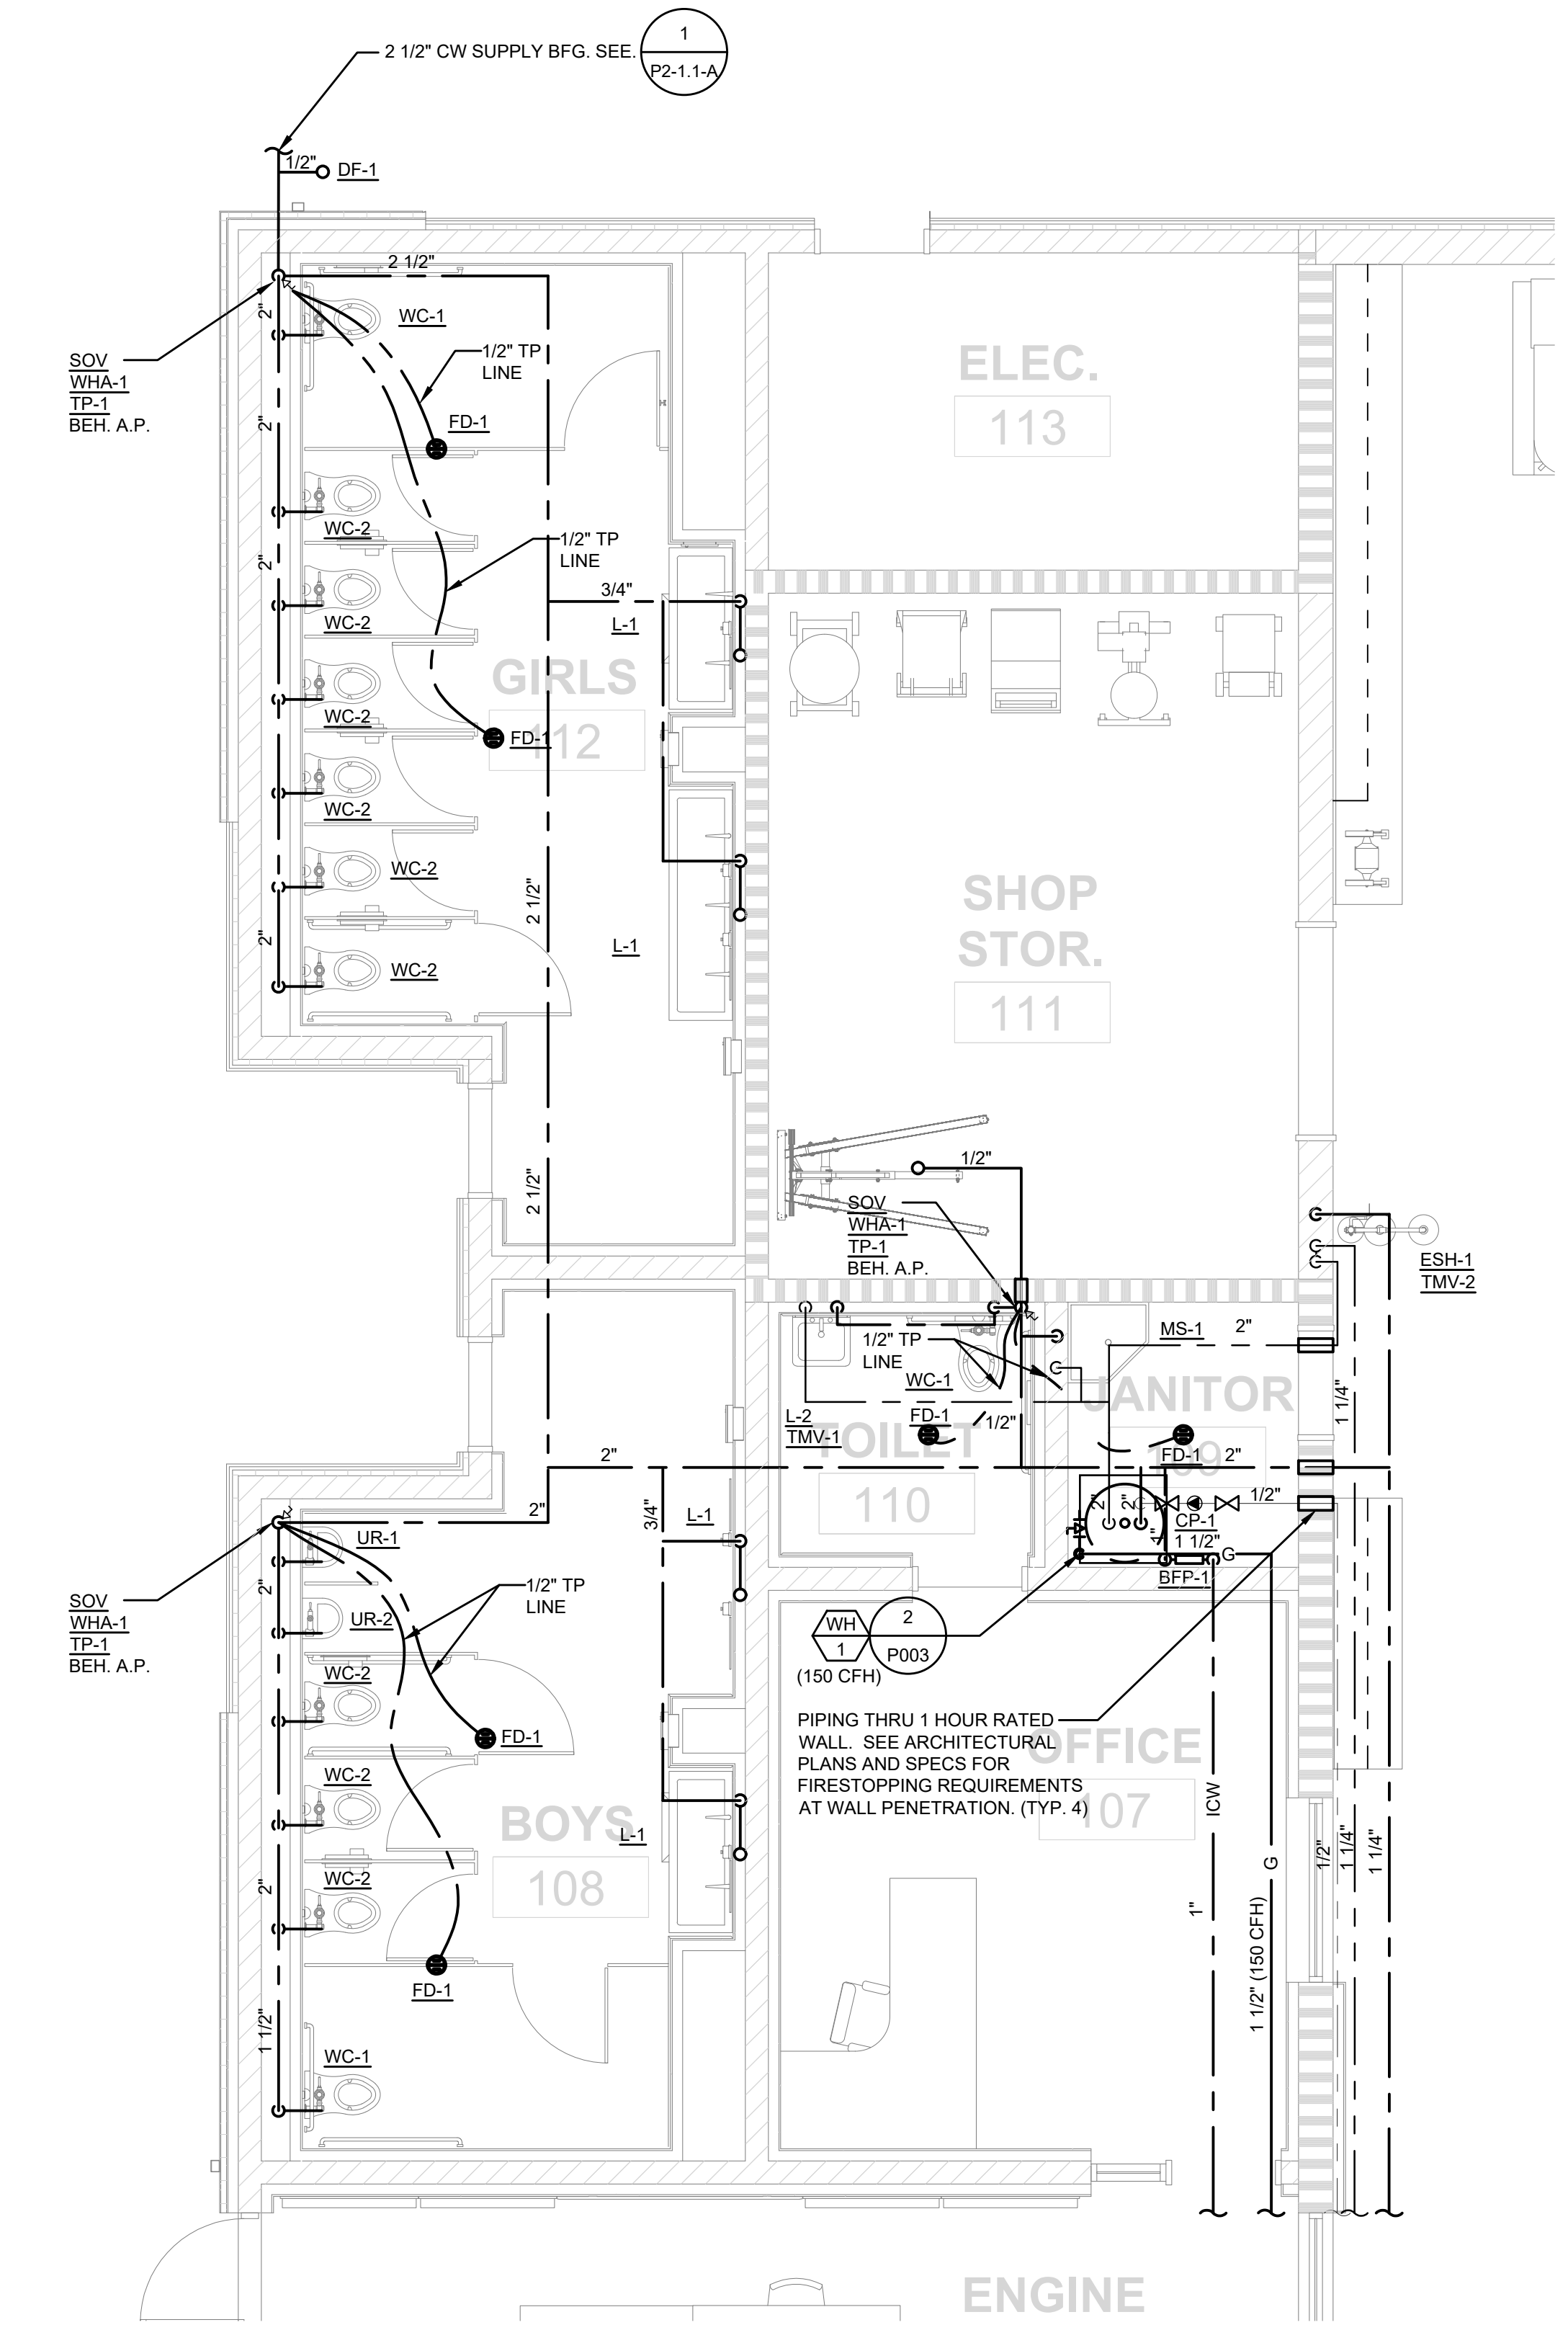 1
2 1/2" CW SUPPLY BFG. SEE.
P2-1.1-A
1/2"
DF-1
2 1/2"
2"
WC-1
SOV
WHA-1
TP-1
BEH. A.P.
1/2" TP
LINE
FD-1
2"
ELEC.
113
WC-2
1/2" TP
LINE
2"
3/4"
WC-2
L-1
GIRLS
112
WC-2
FD-1
WC-2
WC-2
2 1/2"
SHOP
STOR.
111
2"
L-1
WC-2
1/2"
2 1/2"
SOV
WHA-1
TP-1
BEH. A.P.
ESH-1
TMV-2
MS-1
2"
1/2" TP
LINE
WC-1
JANITOR
109
1 1/4"
L-2
TMV-1
FD-1
1/2"
TOILET
110
2"
FD-1
2"
2"
3/4"
L-1
2"
2"
1/2"
CP-1
1"
1 1/2"
G
BFP-1
UR-1
2"
SOV
WHA-1
TP-1
BEH. A.P.
1/2" TP
LINE
UR-2
WH
1
2
P003
(150 CFH)
WC-2
FD-1
PIPING THRU 1 HOUR RATED
WALL. SEE ARCHITECTURAL
PLANS AND SPECS FOR
FIRESTOPPING REQUIREMENTS
AT WALL PENETRATION. (TYP. 4)
OFFICE
107
WC-2
ICW
BOYS
108
L-1
G
1/2"
1 1/4"
1 1/4"
WC-2
2"
1"
1 1/2" (150 CFH)
FD-1
1 1/2"
WC-1
ENGINE